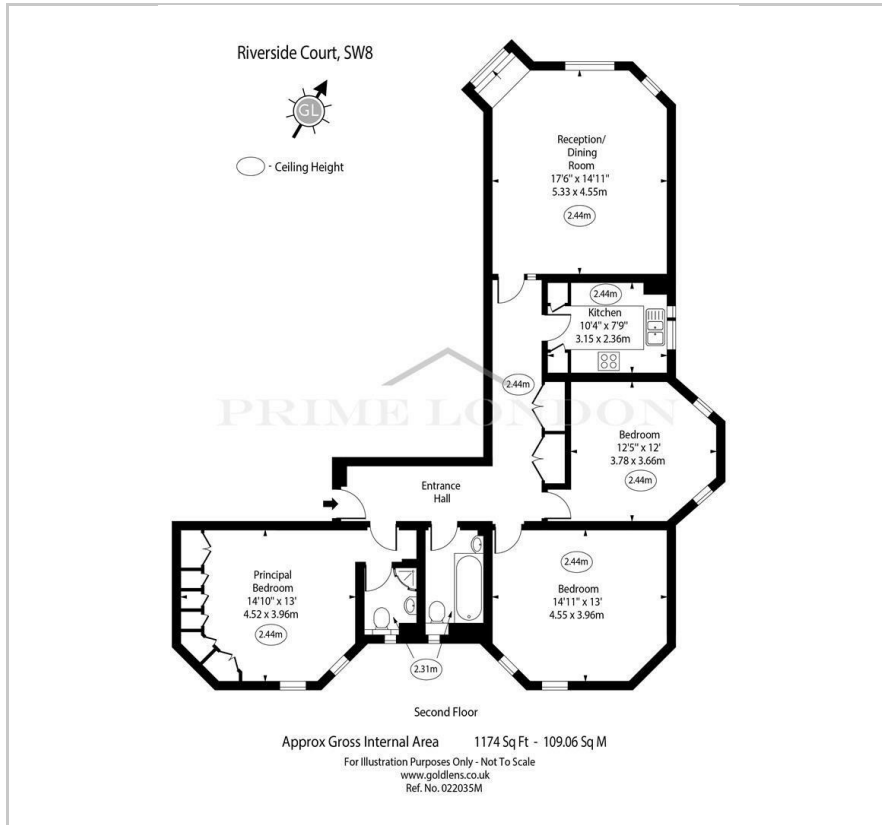 Riverside Court, SW8
GL
- Ceiling Height
Reception/
Dining
Room
17'6" x 14'11"
5.33 x 4.55m
2.44m
2.44m
Kitchen
10'4" x 7'9"
3.15 x 2.36m
2.44m
PRIME LONDON
Bedroom
12'5" x 12'
3.78 x 3.66m
2.44m
Entrance
Hall
Principal
Bedroom
14'10" x 13'
4.52 x 3.96m
2.44m
2.44m
Bedroom
14'11" x 13'
4.55 x 3.96m
2.31m
Second Floor
Approx Gross Internal Area 1174 Sq Ft - 109.06 Sq M
For Illustration Purposes Only - Not To Scale
www.goldlens.co.uk
Ref. No. 022035M